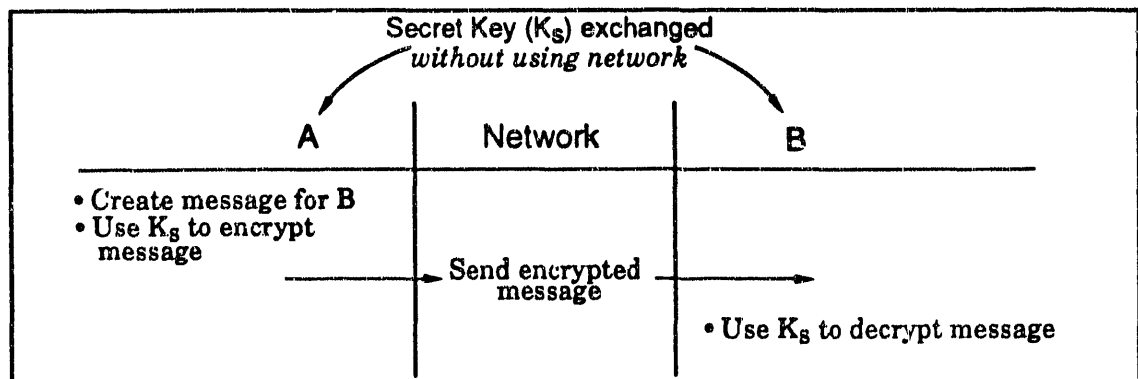 Secret Key (Ks) exchanged
without using network
A
Network
B
• Create message for B
• Use Ks to encrypt
message
Send encrypted
message
• Use Ks to decrypt message